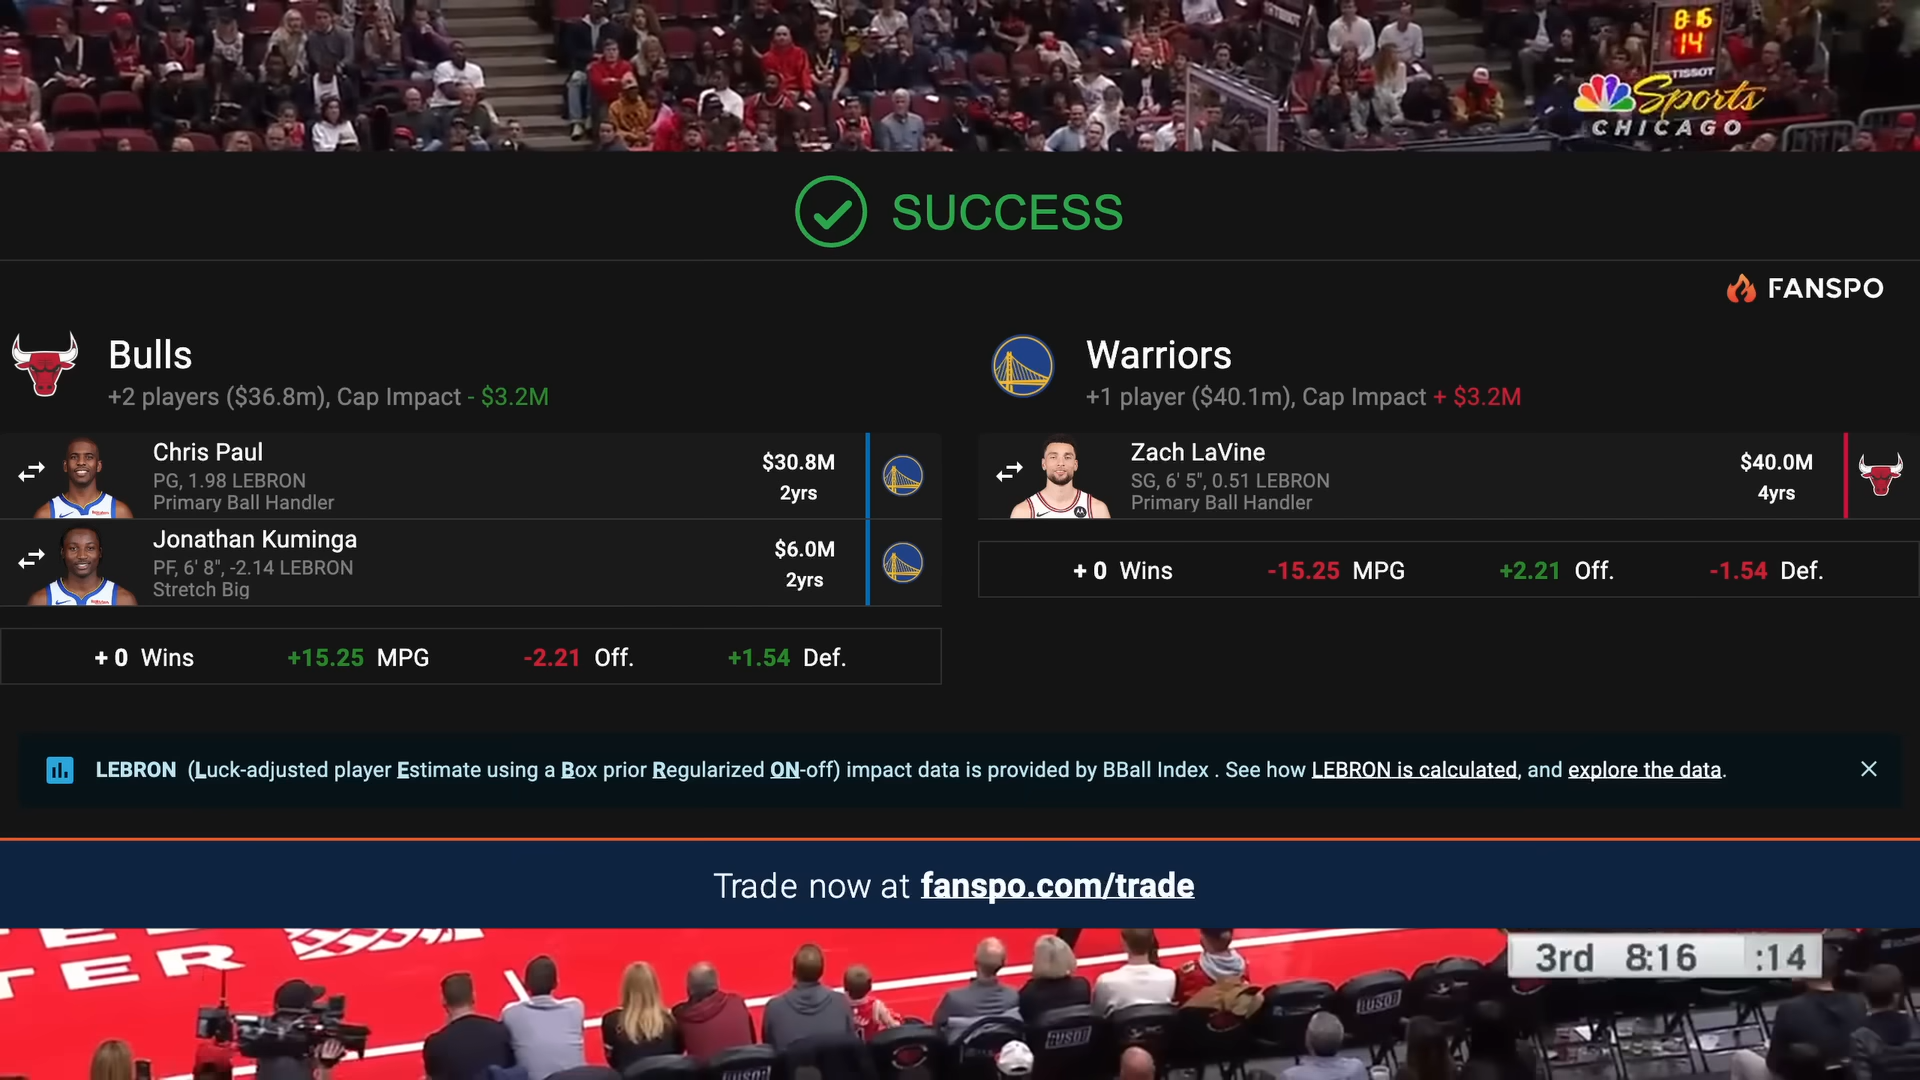 8:16
14
TISSOT
Sports
CHICAGO
SUCCESS
FANSPO
Bulls
+2 players ($36.8m), Cap Impact - $3.2M
Chris Paul
PG, 1.98 LEBRON
Primary Ball Handler
$30.8M
2yrs
Jonathan Kuminga
PF, 6' 8", -2.14 LEBRON
Stretch Big
$6.0M
2yrs
+ 0 Wins +15.25 MPG -2.21 Off. +1.54 Def.
Warriors
+1 player ($40.1m), Cap Impact + $3.2M
Zach LaVine
SG, 6' 5", 0.51 LEBRON
Primary Ball Handler
$40.0M
4yrs
+ 0 Wins -15.25 MPG +2.21 Off. -1.54 Def.
LEBRON (Luck-adjusted player Estimate using a Box prior Regularized ON-off) impact data is provided by BBall Index . See how LEBRON is calculated, and explore the data.
Trade now at fanspo.com/trade
TER
3rd 8:16 :14